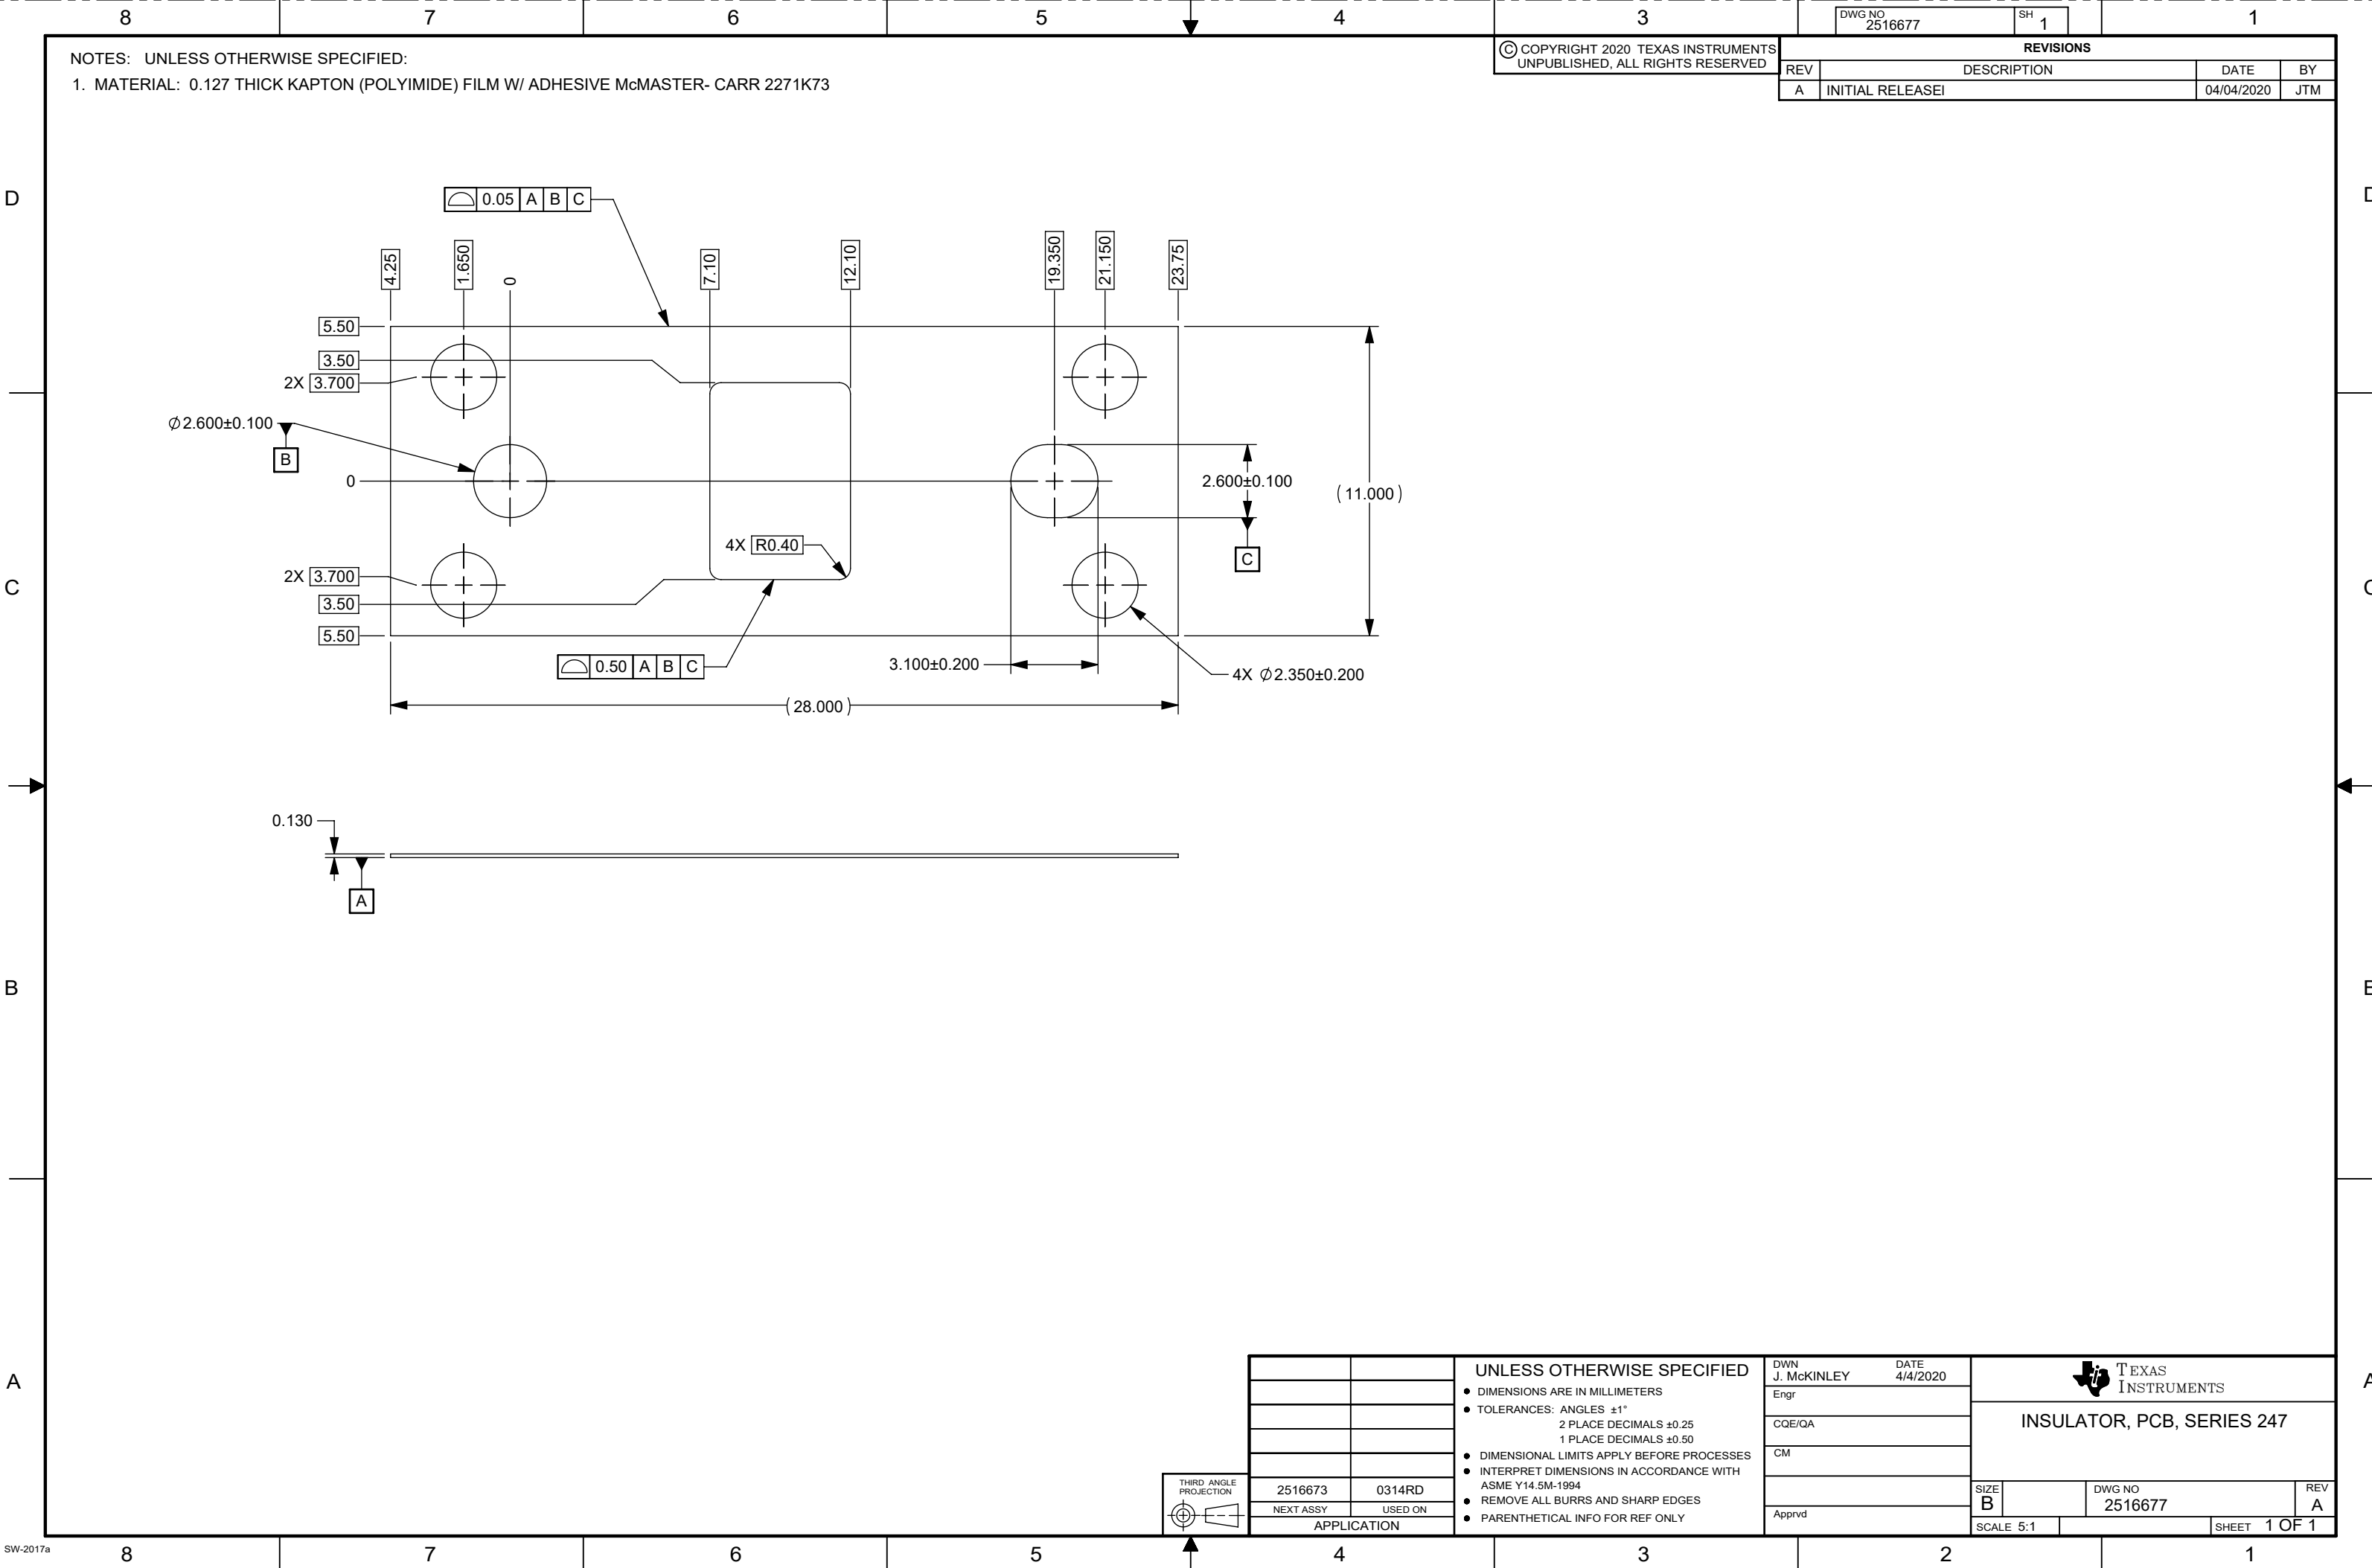 8 7 6 5 4 3 1
DWG NO 2516677 SH 1
NOTES: UNLESS OTHERWISE SPECIFIED:
1. MATERIAL: 0.127 THICK KAPTON (POLYIMIDE) FILM W/ ADHESIVE McMASTER- CARR 2271K73
© COPYRIGHT 2020 TEXAS INSTRUMENTS
UNPUBLISHED, ALL RIGHTS RESERVED
REVISIONS
REV DESCRIPTION DATE BY
A INITIAL RELEASE 04/04/2020 JTM
D D
0.05 A B C
4.25 1.650 0 7.10 12.10 19.350 21.150 23.75
5.50
3.50
2X 3.700
⌀2.600±0.100
B
0
2.600±0.100
(11.000)
C
4X R0.40
2X 3.700
3.50
5.50
0.50 A B C
3.100±0.200
4X ⌀2.350±0.200
(28.000)
C C
0.130
A
B B
A A
THIRD ANGLE
PROJECTION
2516673 0314RD
NEXT ASSY USED ON
APPLICATION
UNLESS OTHERWISE SPECIFIED
● DIMENSIONS ARE IN MILLIMETERS
● TOLERANCES: ANGLES ±1°
2 PLACE DECIMALS ±0.25
1 PLACE DECIMALS ±0.50
● DIMENSIONAL LIMITS APPLY BEFORE PROCESSES
● INTERPRET DIMENSIONS IN ACCORDANCE WITH
ASME Y14.5M-1994
● REMOVE ALL BURRS AND SHARP EDGES
● PARENTHETICAL INFO FOR REF ONLY
DWN DATE
J. McKINLEY 4/4/2020
Engr
CQE/QA
CM
Apprvd
TEXAS
INSTRUMENTS
INSULATOR, PCB, SERIES 247
SIZE DWG NO REV
B 2516677 A
SCALE 5:1 SHEET 1 OF 1
SW-2017a
8 7 6 5 4 3 2 1